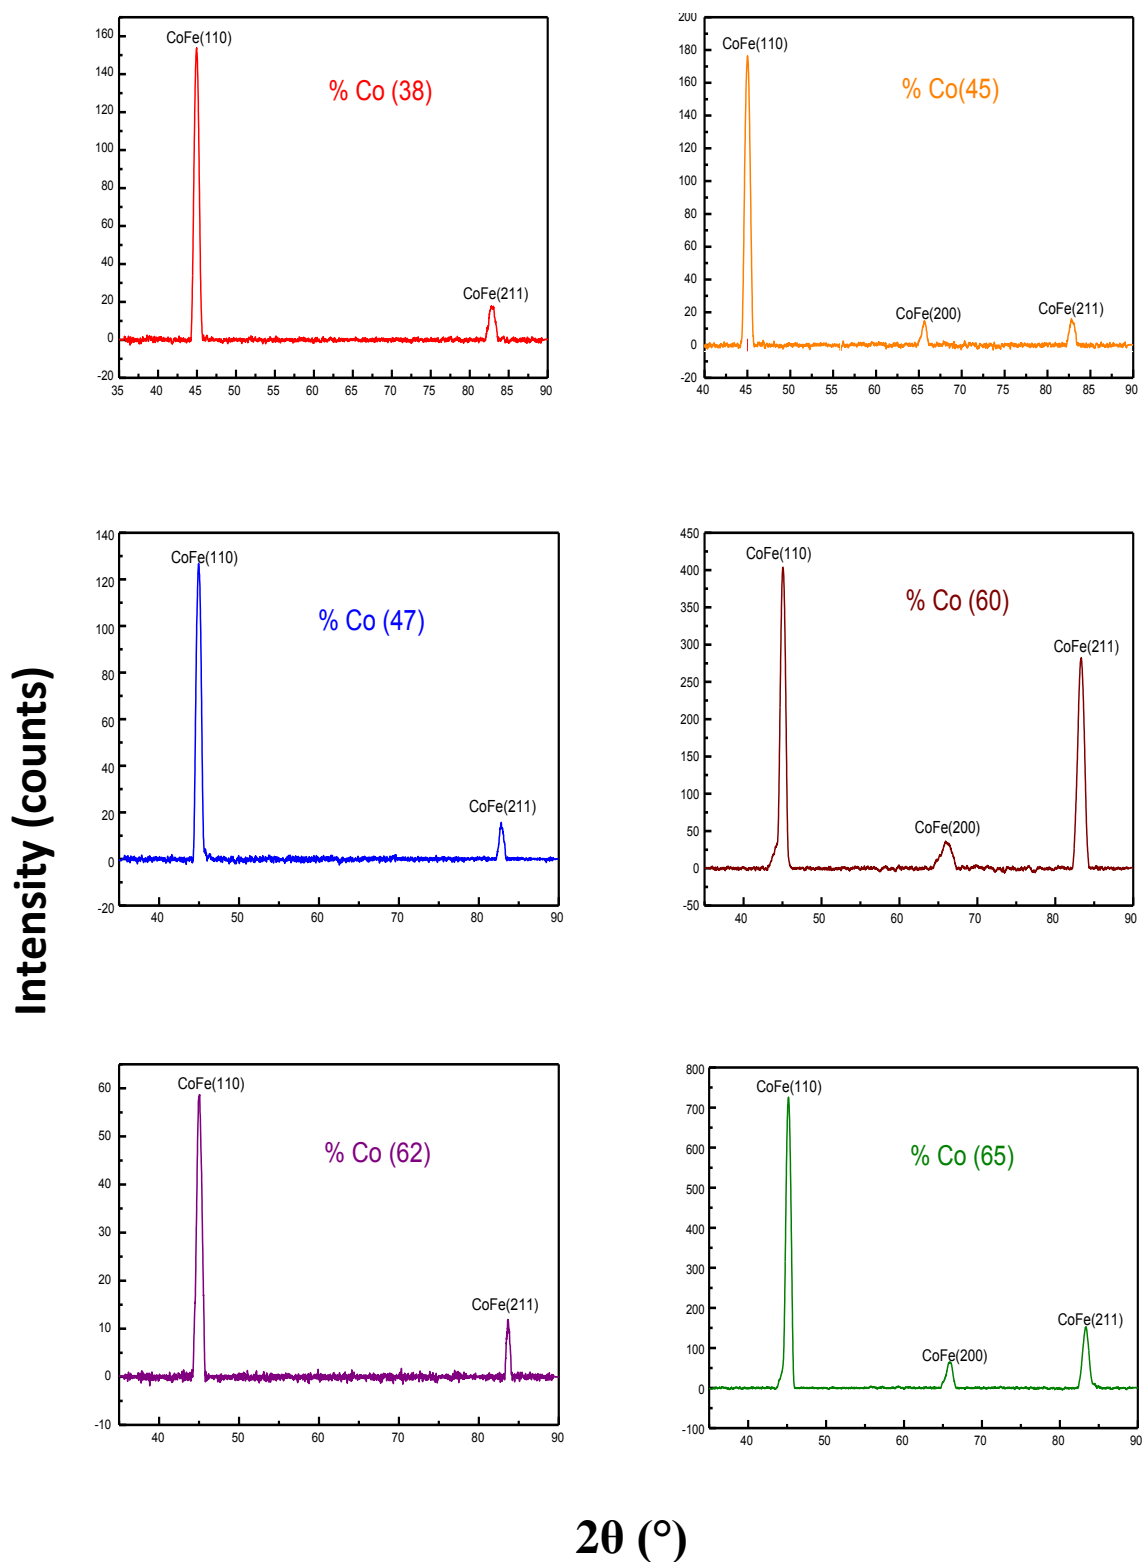 Intensity (counts)
CoFe(110)
% Co (38)
CoFe(211)
160
140
120
100
80
60
40
20
0
-20
35 40 45 50 55 60 65 70 75 80 85 90
CoFe(110)
% Co(45)
CoFe(200)
CoFe(211)
200
180
160
140
120
100
80
60
40
20
0
-20
40 45 50 55 60 65 70 75 80 85 90
CoFe(110)
% Co (47)
CoFe(211)
140
120
100
80
60
40
20
0
-20
40 50 60 70 80 90
CoFe(110)
% Co (60)
CoFe(211)
CoFe(200)
450
400
350
300
250
200
150
100
50
0
-50
40 50 60 70 80 90
CoFe(110)
% Co (62)
CoFe(211)
60
50
40
30
20
10
0
-10
40 50 60 70 80 90
CoFe(110)
% Co (65)
CoFe(211)
CoFe(200)
800
700
600
500
400
300
200
100
0
-100
40 50 60 70 80 90
2θ (°)